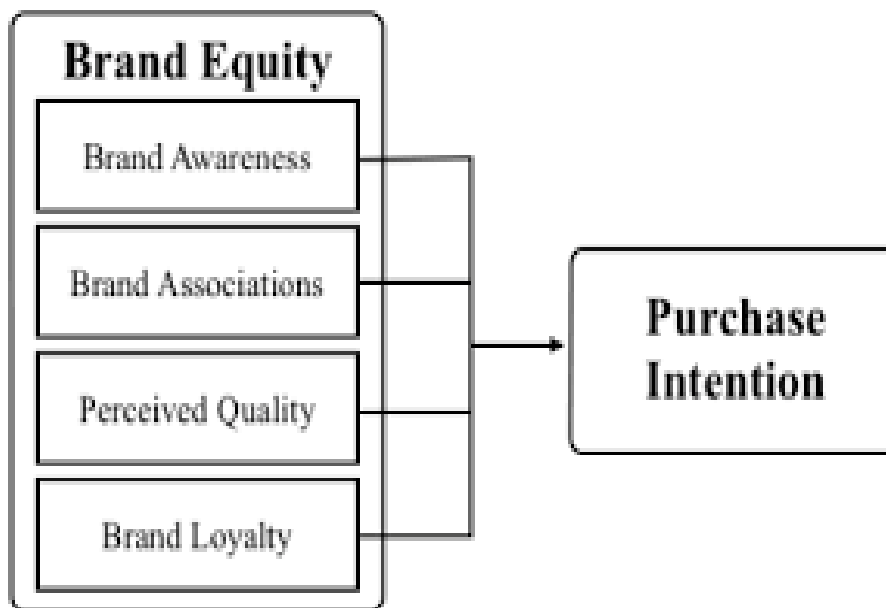 Brand Equity
Brand Awareness
Brand Associations
Perceived Quality
Brand Loyalty
Purchase
Intention